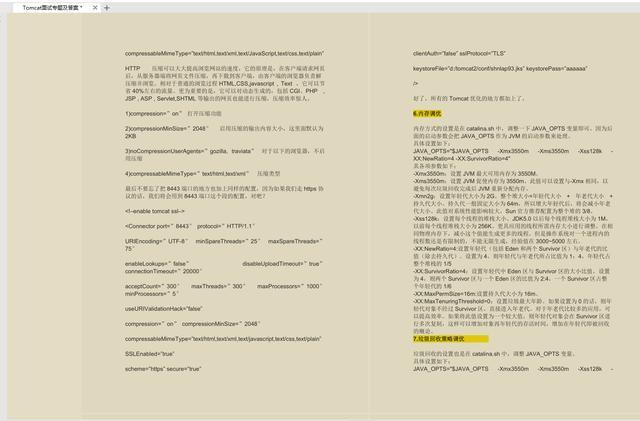 Tomcat面试专题及答案 *
compressableMimeType="text/html,text/xml,text/JavaScript,text/css,text/plain"
HTTP 压缩可以大大提高浏览网站的速度，它的原理是，在客户端请求网页
后，从服务器端将网页文件压缩，再下载到客户端，由客户端的浏览器负责解
压缩并浏览。相对于普通的浏览过程 HTML,CSS,javascript , Text ，它可以节
省 40%左右的流量。更为重要的是，它可以对动态生成的，包括 CGI、PHP ，
JSP , ASP , Servlet,SHTML 等输出的网页也能进行压缩，压缩效率惊人。
1)compression=”on” 打开压缩功能
2)compressionMinSize=”2048” 启用压缩的输出内容大小，这里面默认为
2KB
3)noCompressionUserAgents=”gozilla, traviata” 对于以下的浏览器，不启
用压缩
4)compressableMimeType=”text/html,text/xml” 压缩类型
最后不要忘了把 8443 端口的地方也加上同样的配置，因为如果我们走 https 协
议的话，我们将会用到 8443 端口这个段的配置，对吧？
<!--enable tomcat ssl-->
<Connector port=”8443” protocol=”HTTP/1.1”
URIEncoding=”UTF-8” minSpareThreads=”25” maxSpareThreads=”
75”
enableLookups=”false” disableUploadTimeout=”true”
connectionTimeout=”20000”
acceptCount=”300” maxThreads=”300” maxProcessors=”1000”
minProcessors=”5”
useURIValidationHack="false"
compression=”on” compressionMinSize=”2048”
compressableMimeType="text/html,text/xml,text/javascript,text/css,text/plain"
SSLEnabled="true"
scheme="https" secure="true"
clientAuth="false" sslProtocol="TLS"
keystoreFile="d:/tomcat2/conf/shnlap93.jks" keystorePass="aaaaaa"
/>
好了，所有的 Tomcat 优化的地方都加上了。
6.内存调优
内存方式的设置是在 catalina.sh 中，调整一下 JAVA_OPTS 变量即可，因为后
面的启动参数会把 JAVA_OPTS 作为 JVM 的启动参数来处理。
具体设置如下：
JAVA_OPTS="$JAVA_OPTS -Xmx3550m -Xms3550m -Xss128k -
XX:NewRatio=4 -XX:SurvivorRatio=4"
其各项参数如下：
-Xmx3550m：设置 JVM 最大可用内存为 3550M。
-Xms3550m：设置 JVM 促使内存为 3550m。此值可以设置与-Xmx 相同，以
避免每次垃圾回收完成后 JVM 重新分配内存。
-Xmn2g：设置年轻代大小为 2G。整个堆大小=年轻代大小 + 年老代大小 +
持久代大小。持久代一般固定大小为 64m，所以增大年轻代后，将会减小年老
代大小。此值对系统性能影响较大，Sun 官方推荐配置为整个堆的 3/8。
-Xss128k：设置每个线程的堆栈大小。JDK5.0 以后每个线程堆栈大小为 1M，
以前每个线程堆栈大小为 256K。更具应用的线程所需内存大小进行调整。在相
同物理内存下，减小这个值能生成更多的线程。但是操作系统对一个进程内的
线程数还是有限制的，不能无限生成，经验值在 3000~5000 左右。
-XX:NewRatio=4:设置年轻代（包括 Eden 和两个 Survivor 区）与年老代的比
值（除去持久代）。设置为 4，则年轻代与年老代所占比值为 1：4，年轻代占
整个堆栈的 1/5
-XX:SurvivorRatio=4：设置年轻代中 Eden 区与 Survivor 区的大小比值。设置
为 4，则两个 Survivor 区与一个 Eden 区的比值为 2:4，一个 Survivor 区占整
个年轻代的 1/6
-XX:MaxPermSize=16m:设置持久代大小为 16m。
-XX:MaxTenuringThreshold=0：设置垃圾最大年龄。如果设置为 0 的话，则年
轻代对象不经过 Survivor 区，直接进入年老代。对于年老代比较多的应用，可
以提高效率。如果将此值设置为一个较大值，则年轻代对象会在 Survivor 区进
行多次复制，这样可以增加对象再年轻代的存活时间，增加在年轻代即被回收
的概论。
7.垃圾回收策略调优
垃圾回收的设置也是在 catalina.sh 中，调整 JAVA_OPTS 变量。
具体设置如下：
JAVA_OPTS="$JAVA_OPTS -Xmx3550m -Xms3550m -Xss128k -